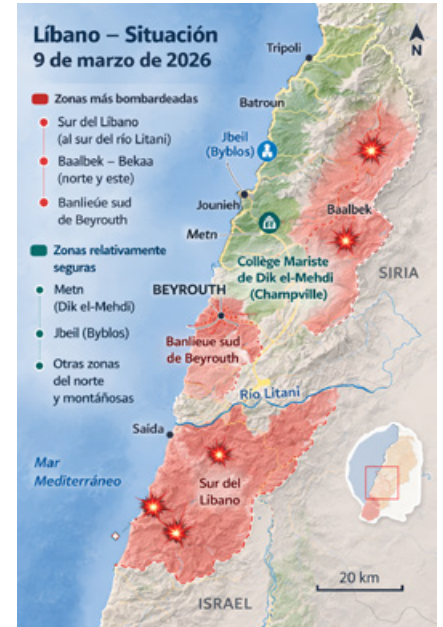 Líbano – Situación
9 de marzo de 2026
Zonas más bombardeadas
Sur del Líbano
(al sur del río Litani)
Baalbek – Bekaa
(norte y este)
Banlieúe sud
de Beyrouth
Zonas relativamente
seguras
Metn
(Dik el-Mehdi)
Jbeil (Byblos)
Otras zonas
del norte
y montáñosas
N
Tripoli
Batroun
Jbeil
(Byblos)
Jounieh
Metn
Baalbek
Collège Mariste
de Dik el-Mehdi
(Champville)
SIRIA
BEYROUTH
Banlieue sud
de Beyrouth
Río Litani
Saída
Mar
Mediterráneo
Sur del
Líbano
20 km
ISRAEL